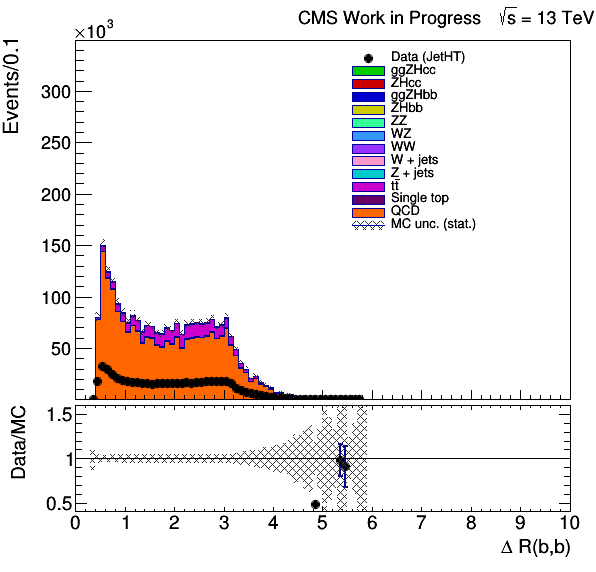 CMS Work in Progress √s = 13 TeV
×10³
Events/0.1
300
250
200
150
100
50
Data (JetHT)
ggZHcc
ZHcc
ggZHbb
ZHbb
ZZ
WZ
WW
W + jets
Z + jets
tt̄
Single top
QCD
MC unc. (stat.)
Data/MC
1.5
1
0.5
0 1 2 3 4 5 6 7 8 9 10
Δ R(b,b)